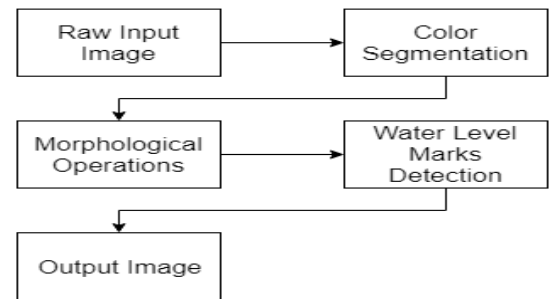 Raw Input
Image
Color
Segmentation
Morphological
Operations
Water Level
Marks
Detection
Output Image